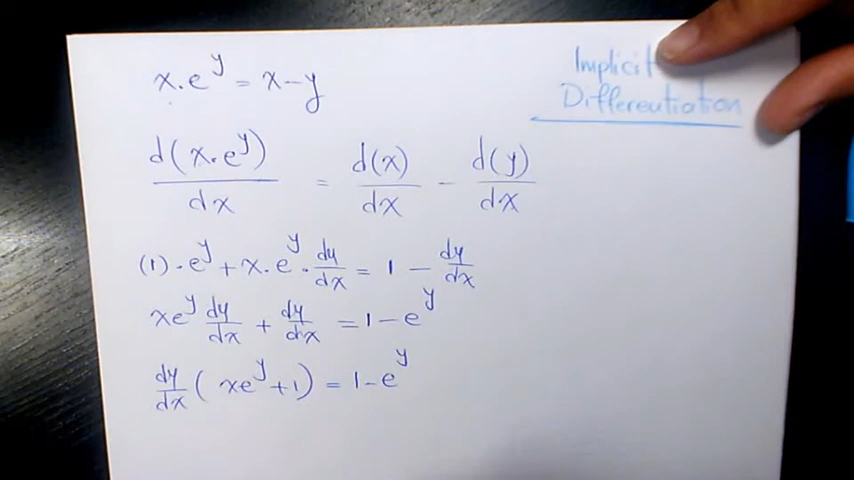 Implicit
Differentiation
x·e^y = x-y
d(x·e^y)/dx = d(x)/dx - d(y)/dx
(1)·e^y + x·e^y·dy/dx = 1 - dy/dx
xe^y dy/dx + dy/dx = 1-e^y
dy/dx (xe^y+1) = 1-e^y